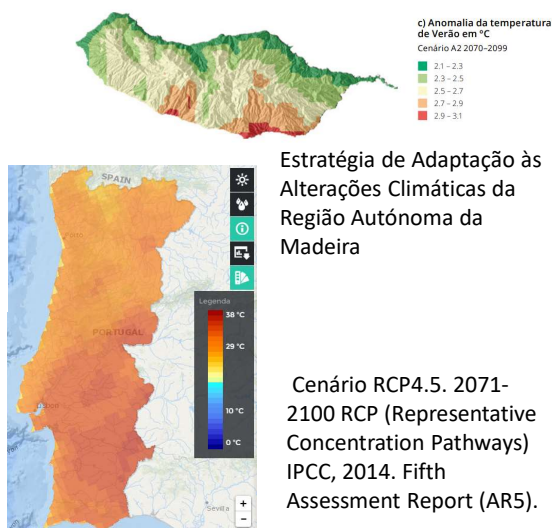 c) Anomalia da temperatura
de Verão em °C
Cenário A2 2070–2099
2.1 – 2.3
2.3 – 2.5
2.5 – 2.7
2.7 – 2.9
2.9 – 3.1
Estratégia de Adaptação às
Alterações Climáticas da
Região Autónoma da
Madeira
SPAIN
Porto
PORTUGAL
Legenda
38 °C
29 °C
10 °C
0 °C
Sevilla
+
−
Cenário RCP4.5. 2071-
2100 RCP (Representative
Concentration Pathways)
IPCC, 2014. Fifth
Assessment Report (AR5).